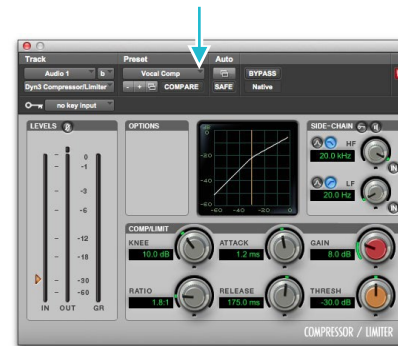 Track Preset Auto
Audio 1 b Vocal Comp BYPASS
Dyn3 Compressor/Limiter - + COMPARE SAFE Native
no key input
LEVELS OPTIONS SIDE-CHAIN
HF
20.0 kHz
IN
LF
20.0 Hz
IN
0
-1
-3
-6
-12
-18
-30
-60
IN OUT GR
-20
-40
-60
-60 -40 -20 0
COMP/LIMIT
KNEE ATTACK GAIN
10.0 dB 1.2 ms 8.0 dB
RATIO RELEASE THRESH
1.8:1 175.0 ms -30.0 dB
COMPRESSOR / LIMITER